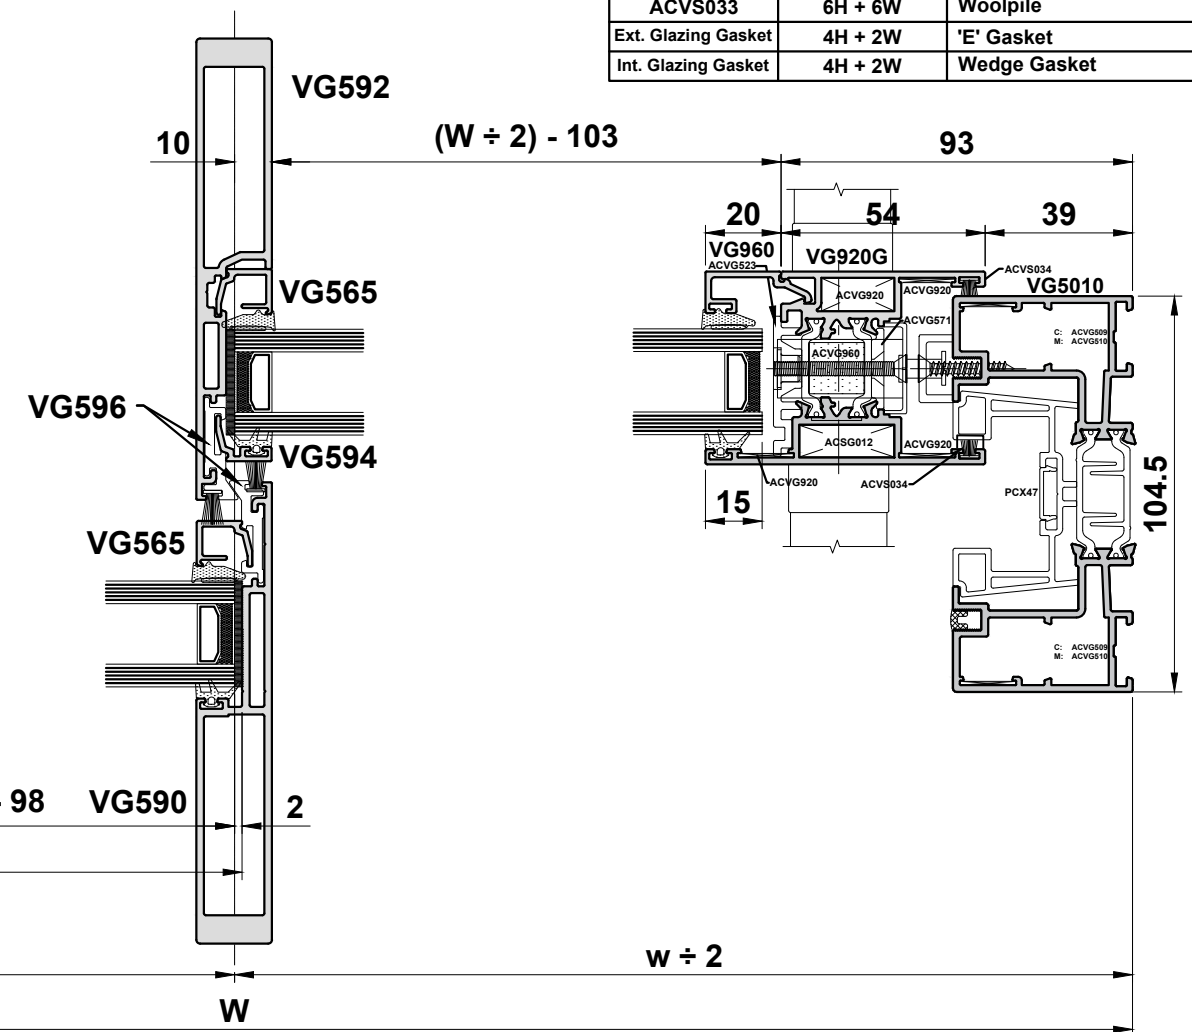 ACVS033 6H + 6W Woolpile
Ext. Glazing Gasket 4H + 2W 'E' Gasket
Int. Glazing Gasket 4H + 2W Wedge Gasket
VG592
10
(W ÷ 2) - 103
93
20
54
39
VG960
ACVG523
VG920G
ACVS034
VG5010
VG565
ACVG920
ACVG920
ACVG571
C: ACVG509
M: ACVG510
ACVG960
VG596
VG594
ACSG012
ACVG920
ACVG920
ACVS034
PCX47
15
104.5
VG565
C: ACVG509
M: ACVG510
- 98
VG590
2
w ÷ 2
W